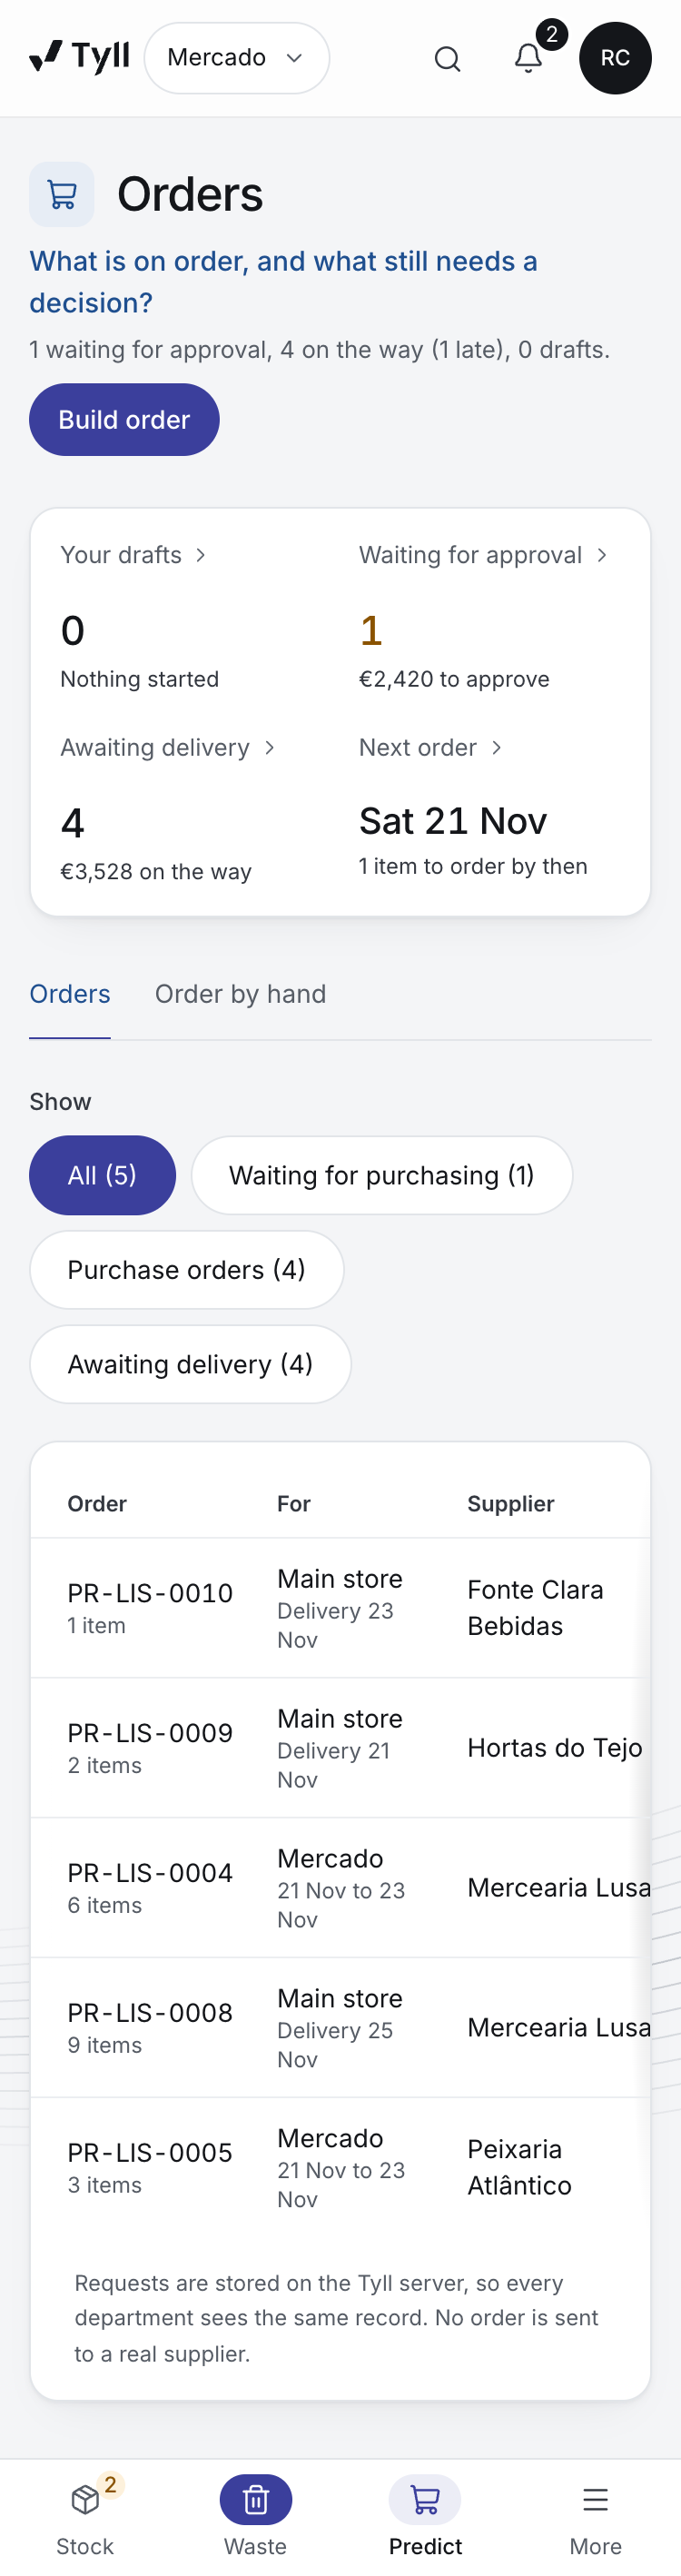 Tyll
Mercado
2
RC
Orders
What is on order, and what still needs a
decision?
1 waiting for approval, 4 on the way (1 late), 0 drafts.
Build order
Your drafts
Waiting for approval
0
1
Nothing started
€2,420 to approve
Awaiting delivery
Next order
4
Sat 21 Nov
€3,528 on the way
1 item to order by then
Orders
Order by hand
Show
All (5)
Waiting for purchasing (1)
Purchase orders (4)
Awaiting delivery (4)
Order
For
Supplier
PR-LIS-0010
1 item
Main store
Delivery 23
Nov
Fonte Clara
Bebidas
PR-LIS-0009
2 items
Main store
Delivery 21
Nov
Hortas do Tejo
PR-LIS-0004
6 items
Mercado
21 Nov to 23
Nov
Mercearia Lusa
PR-LIS-0008
9 items
Main store
Delivery 25
Nov
Mercearia Lusa
PR-LIS-0005
3 items
Mercado
21 Nov to 23
Nov
Peixaria
Atlântico
Requests are stored on the Tyll server, so every
department sees the same record. No order is sent
to a real supplier.
2
Stock
Waste
Predict
More